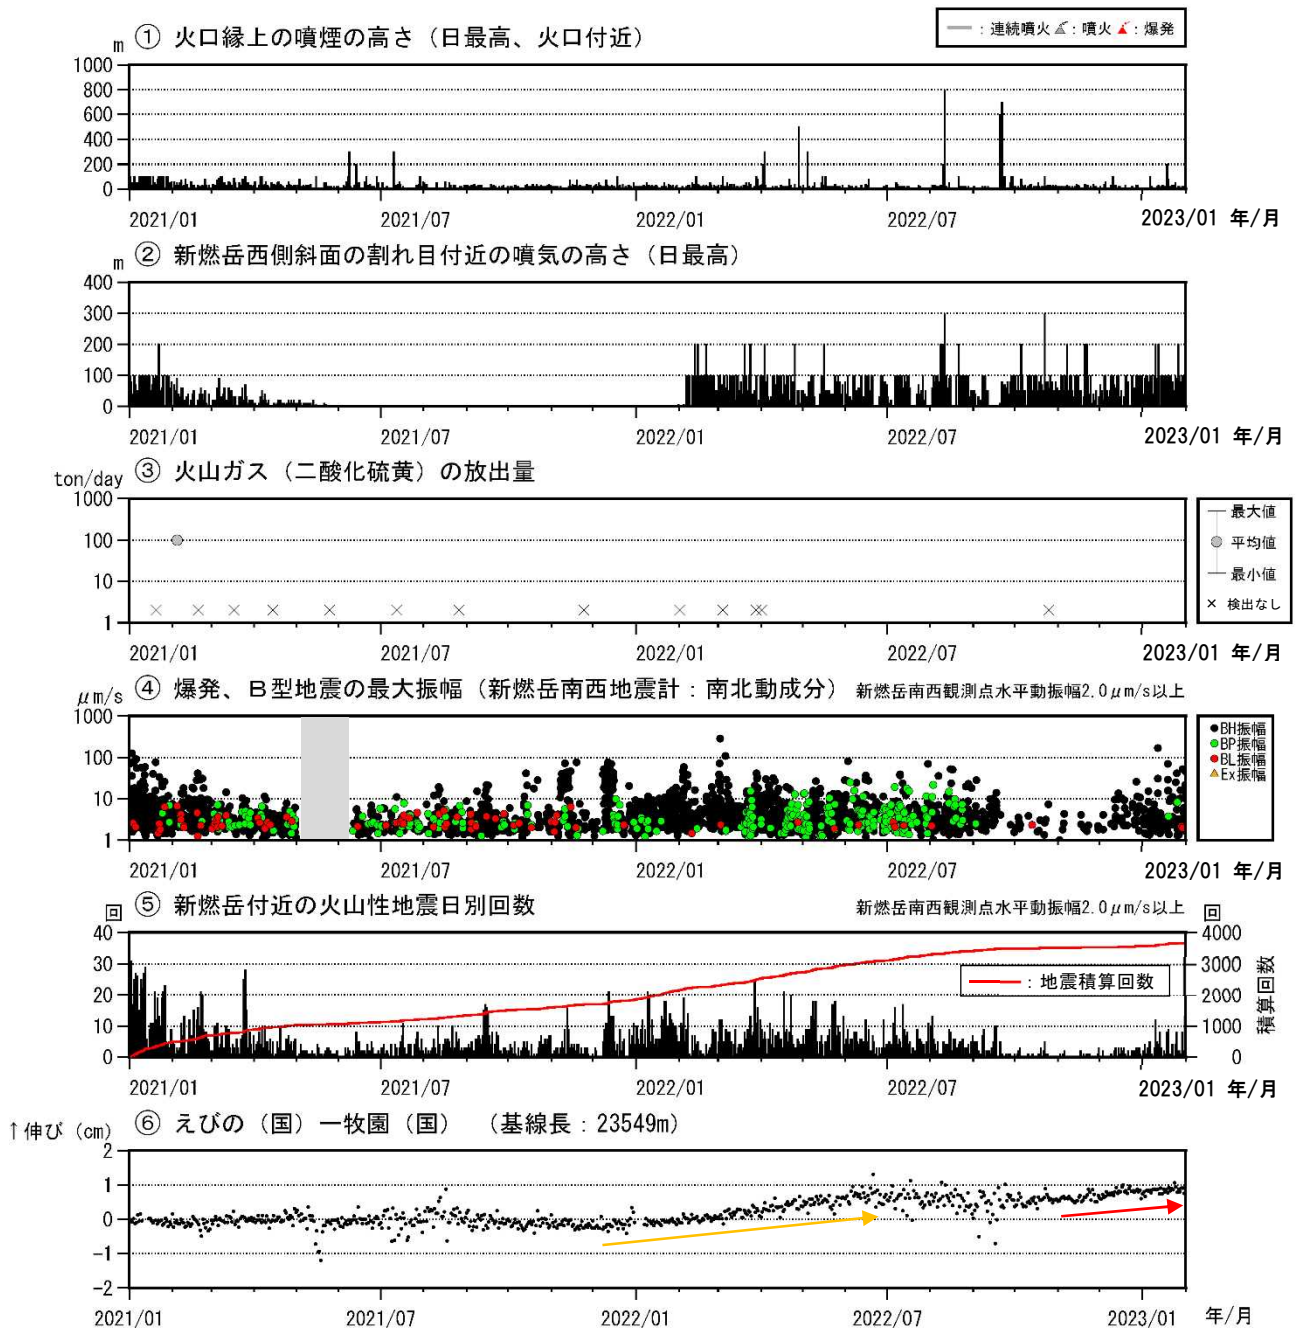 ① 火口縁上の噴煙の高さ（日最高、火口付近）
━━ : 連続噴火 : 噴火 : 爆発
m
1000
800
600
400
200
0
2021/01 2021/07 2022/01 2022/07 2023/01 年/月
② 新燃岳西側斜面の割れ目付近の噴気の高さ（日最高）
m
400
300
200
100
0
2021/01 2021/07 2022/01 2022/07 2023/01 年/月
③ 火山ガス（二酸化硫黄）の放出量
ton/day
1000
100
10
1
最大値
平均値
最小値
× 検出なし
2021/01 2021/07 2022/01 2022/07 2023/01 年/月
④ 爆発、Ｂ型地震の最大振幅（新燃岳南西地震計：南北動成分） 新燃岳南西観測点水平動振幅2.0μm/s以上
μm/s
1000
100
10
1
BH振幅
BP振幅
BL振幅
Ex振幅
2021/01 2021/07 2022/01 2022/07 2023/01 年/月
⑤ 新燃岳付近の火山性地震日別回数 新燃岳南西観測点水平動振幅2.0μm/s以上
回 回
40 4000
30 3000
20 2000
10 1000
0 0
: 地震積算回数
積算回数
2021/01 2021/07 2022/01 2022/07 2023/01 年/月
⑥ えびの（国）ー牧園（国） （基線長：23549m）
↑伸び（cm）
2
1
0
-1
-2
2021/01 2021/07 2022/01 2022/07 2023/01 年/月